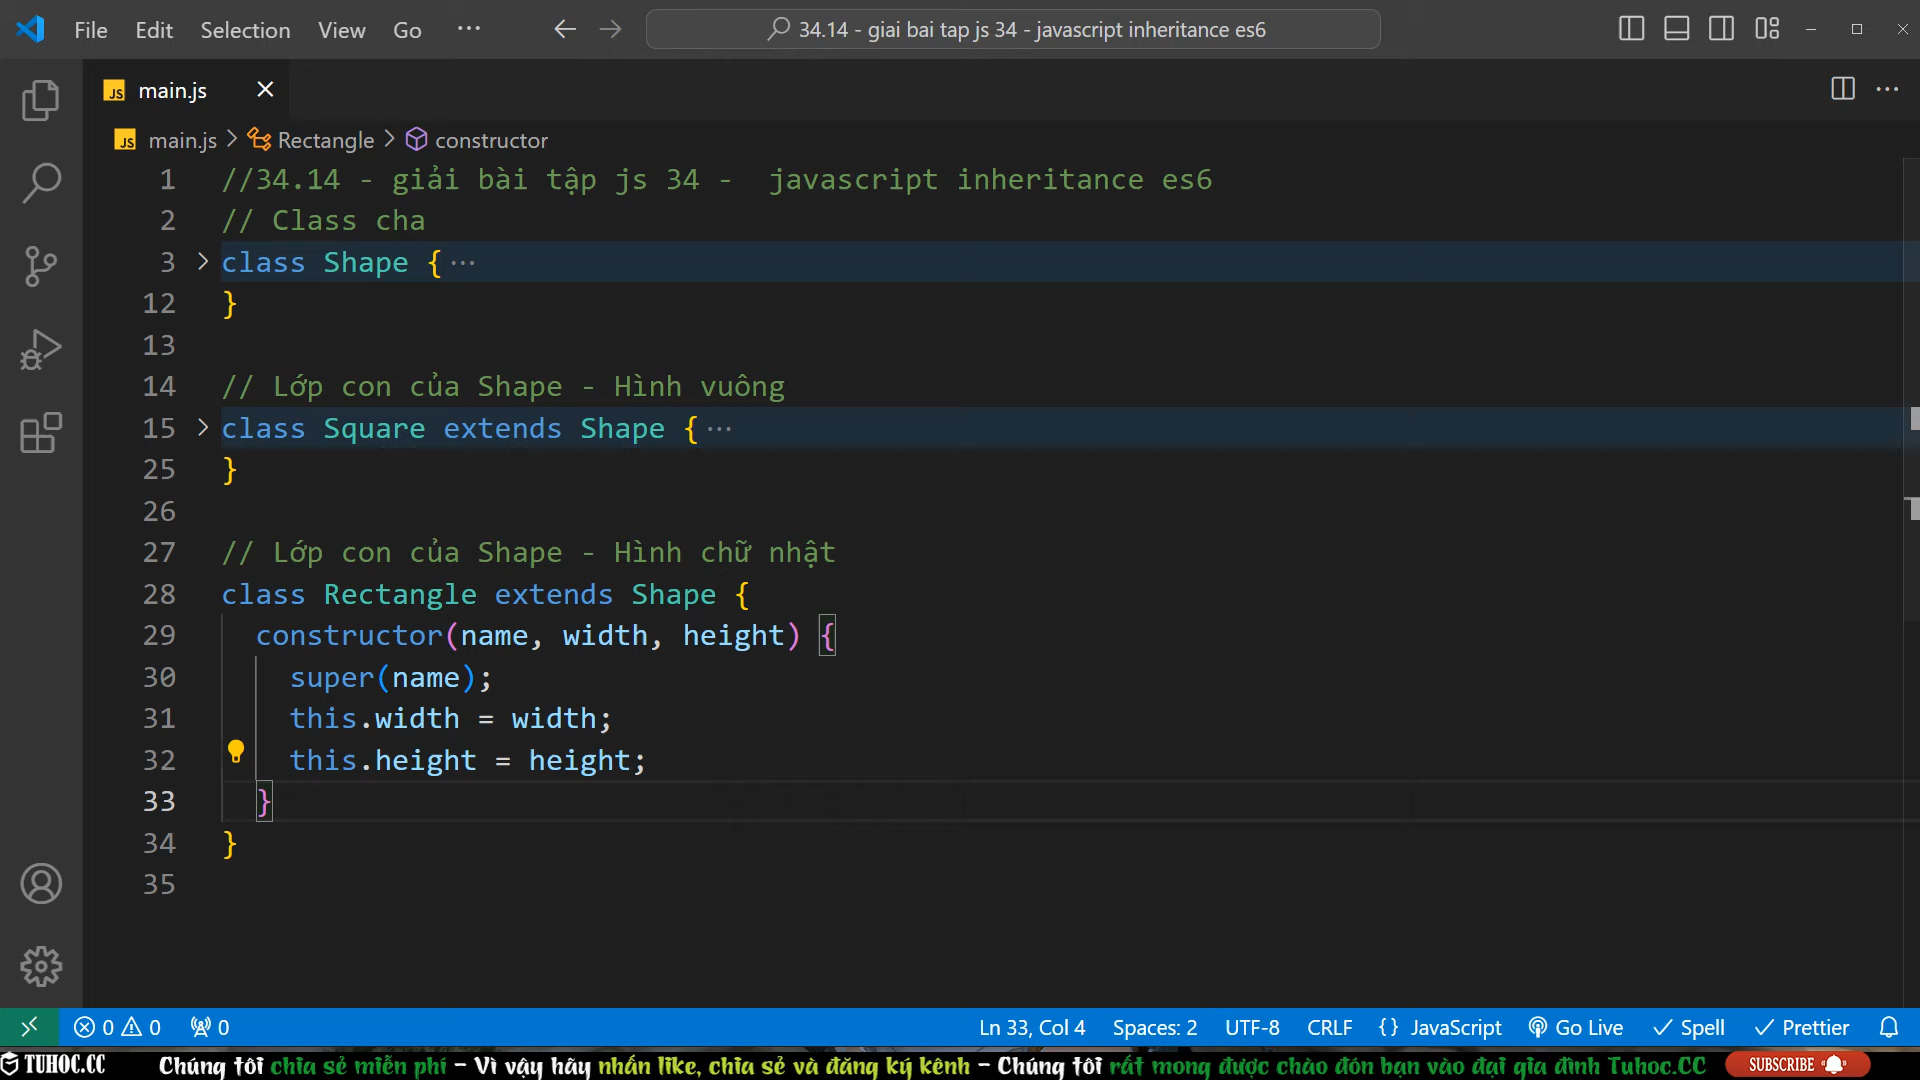 File Edit Selection View Go ··· 34.14 - giai bai tap js 34 - javascript inheritance es6
JS main.js
JS main.js > Rectangle > constructor
1 //34.14 - giải bài tập js 34 -  javascript inheritance es6
2 // Class cha
3 class Shape { ···
12 }
13
14 // Lớp con của Shape - Hình vuông
15 class Square extends Shape { ···
25 }
26
27 // Lớp con của Shape - Hình chữ nhật
28 class Rectangle extends Shape {
29   constructor(name, width, height) {
30     super(name);
31     this.width = width;
32     this.height = height;
33   }
34 }
35
0 0 0 Ln 33, Col 4 Spaces: 2 UTF-8 CRLF {} JavaScript Go Live Spell Prettier
TUHOC.CC Chúng tôi chia sẻ miễn phí - Vì vậy hãy nhấn like, chia sẻ và đăng ký kênh - Chúng tôi rất mong được chào đón bạn vào đại gia đình Tuhoc.CC SUBSCRIBE